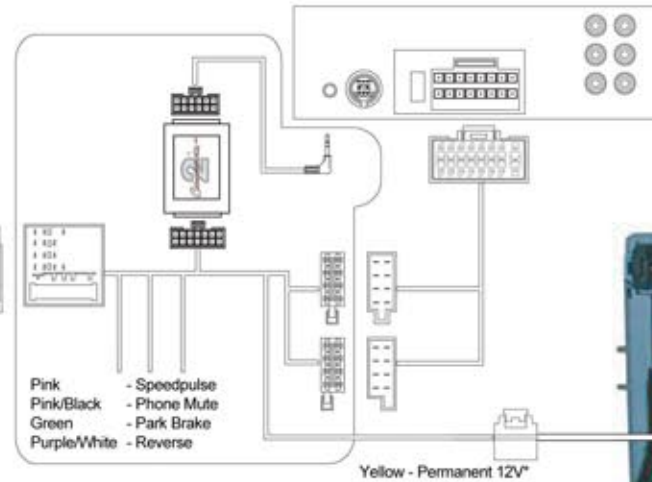 Pink - Speedpulse
Pink/Black - Phone Mute
Green - Park Brake
Purple/White - Reverse
Yellow - Permanent 12V*